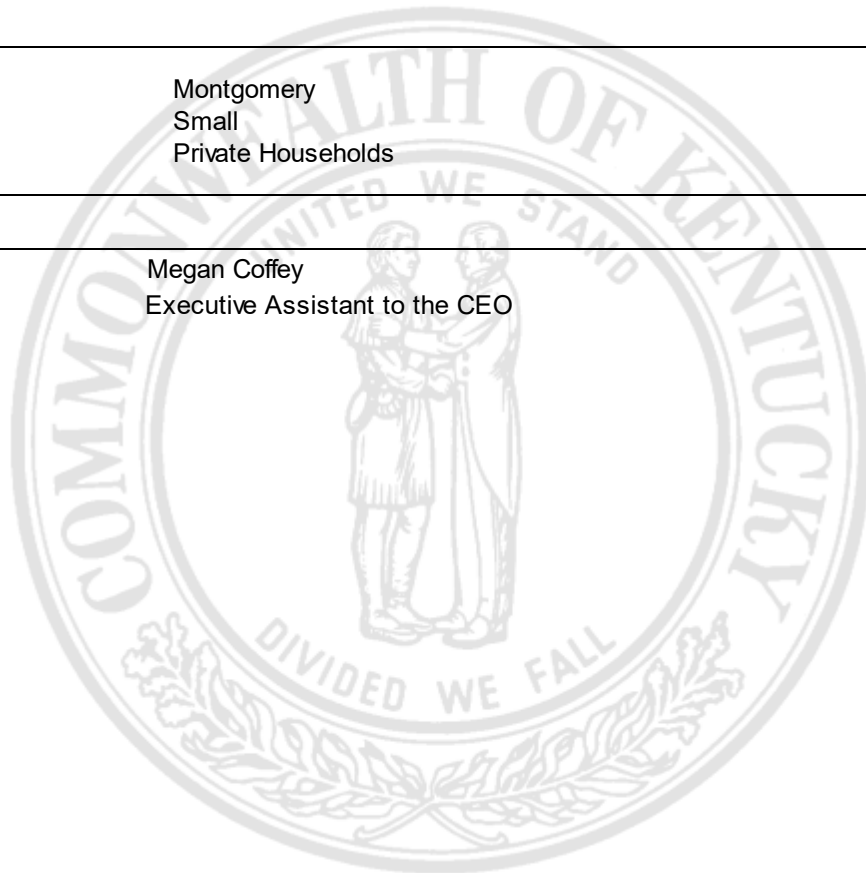 COMMONWEALTH OF KENTUCKY
UNITED WE STAND
Montgomery
Small
Private Households
Megan Coffey
Executive Assistant to the CEO
DIVIDED WE FALL